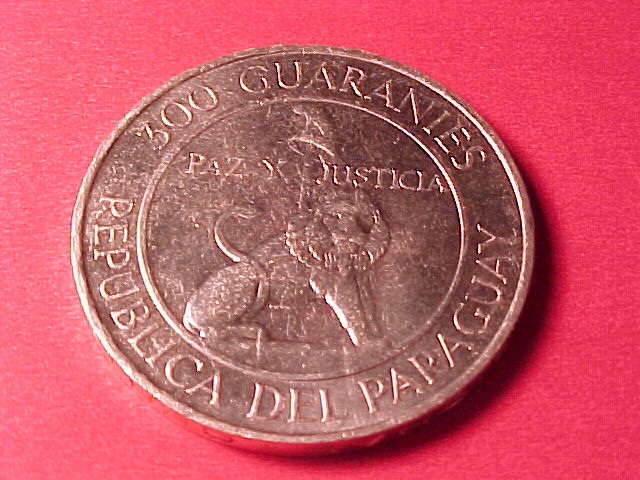 300 GUARANIES
PAZ Y JUSTICIA
REPUBLICA DEL PARAGUAY